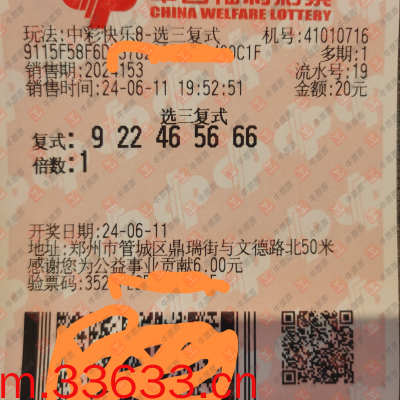 CHINA WELFARE LOTTERY
玩法:中彩快乐8-选三复式 机号:41010716
多期:1
销售期:2024153 流水号:19
销售时间:24-06-11 19:52:51 金额:20元
选三复式
复式: 9 22 46 56 66
倍数:1
开奖日期:24-06-11
地址:郑州市管城区鼎瑞街与文德路北50米
感谢您为公益事业贡献6.00元
验票码:352
m.33633.cn